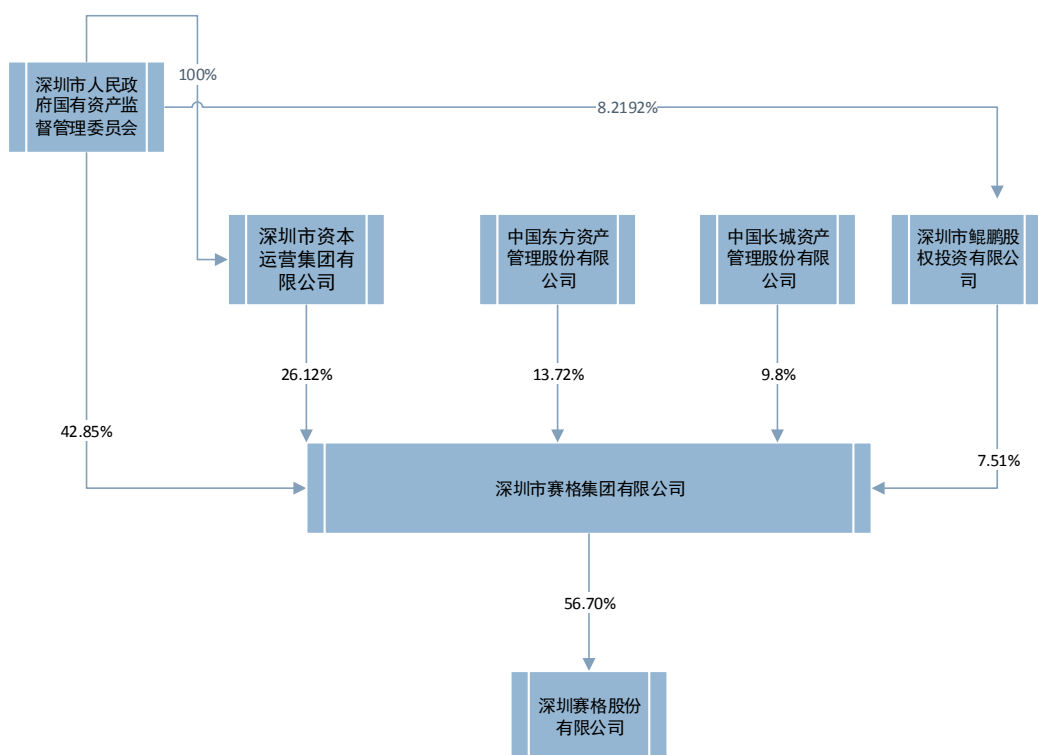 100%
深圳市人民政
府国有资产监
督管理委员会
8.2192%
深圳市资本
运营集团有
限公司
中国东方资产
管理股份有限
公司
中国长城资产
管理股份有限
公司
深圳市鲲鹏股
权投资有限公
司
26.12%
13.72%
9.8%
42.85%
7.51%
深圳市赛格集团有限公司
56.70%
深圳赛格股份
有限公司